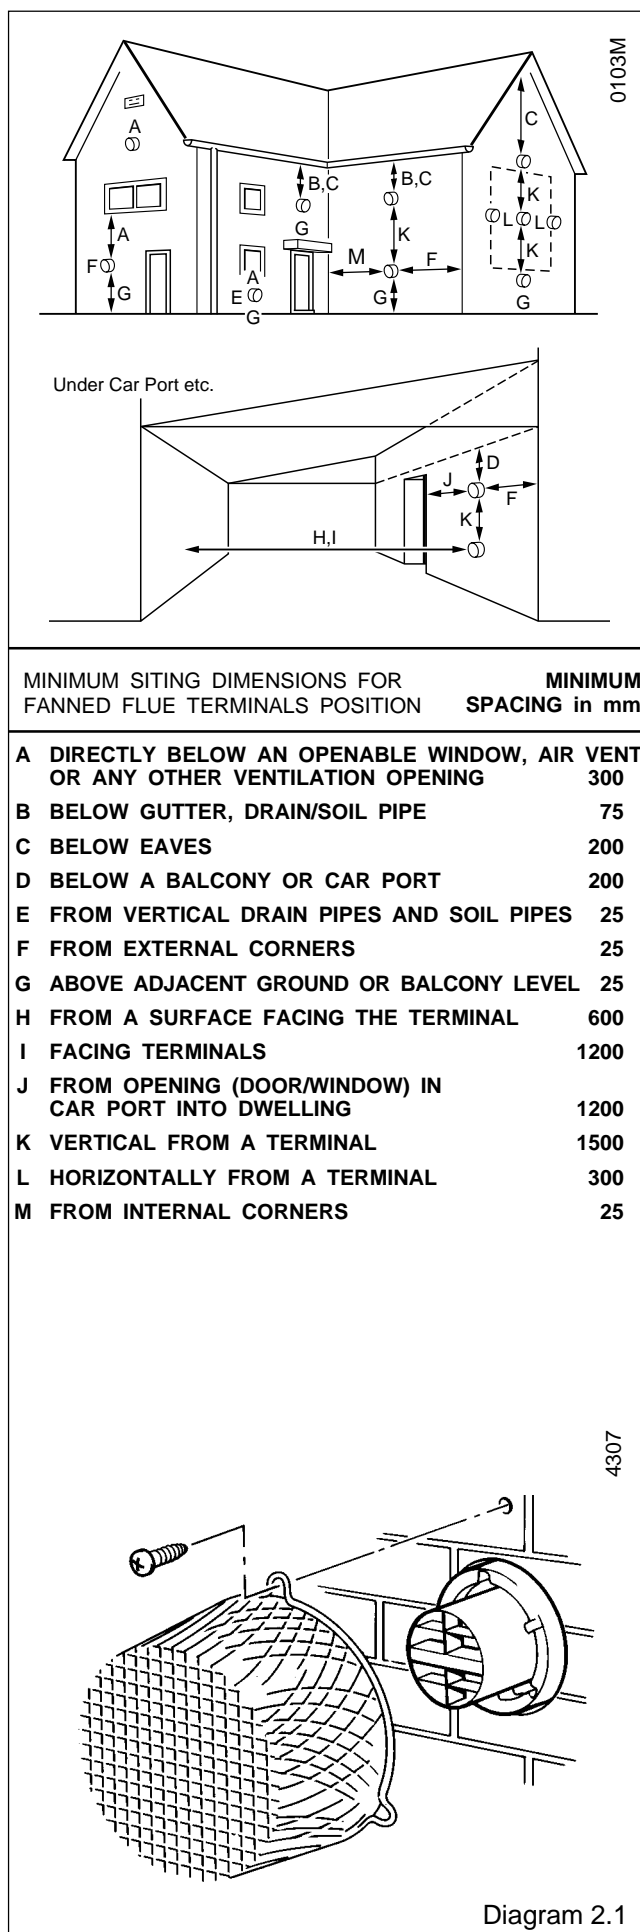 0103M
A
C
B,C
B,C
K
G
L
L
A
K
M
F
K
F
A
G
E
G
G
G
Under Car Port etc.
D
J
F
K
H,I
MINIMUM SITING DIMENSIONS FOR MINIMUM
FANNED FLUE TERMINALS POSITION SPACING in mm
A DIRECTLY BELOW AN OPENABLE WINDOW, AIR VENT
OR ANY OTHER VENTILATION OPENING 300
B BELOW GUTTER, DRAIN/SOIL PIPE 75
C BELOW EAVES 200
D BELOW A BALCONY OR CAR PORT 200
E FROM VERTICAL DRAIN PIPES AND SOIL PIPES 25
F FROM EXTERNAL CORNERS 25
G ABOVE ADJACENT GROUND OR BALCONY LEVEL 25
H FROM A SURFACE FACING THE TERMINAL 600
I FACING TERMINALS 1200
J FROM OPENING (DOOR/WINDOW) IN
CAR PORT INTO DWELLING 1200
K VERTICAL FROM A TERMINAL 1500
L HORIZONTALLY FROM A TERMINAL 300
M FROM INTERNAL CORNERS 25
4307
Diagram 2.1